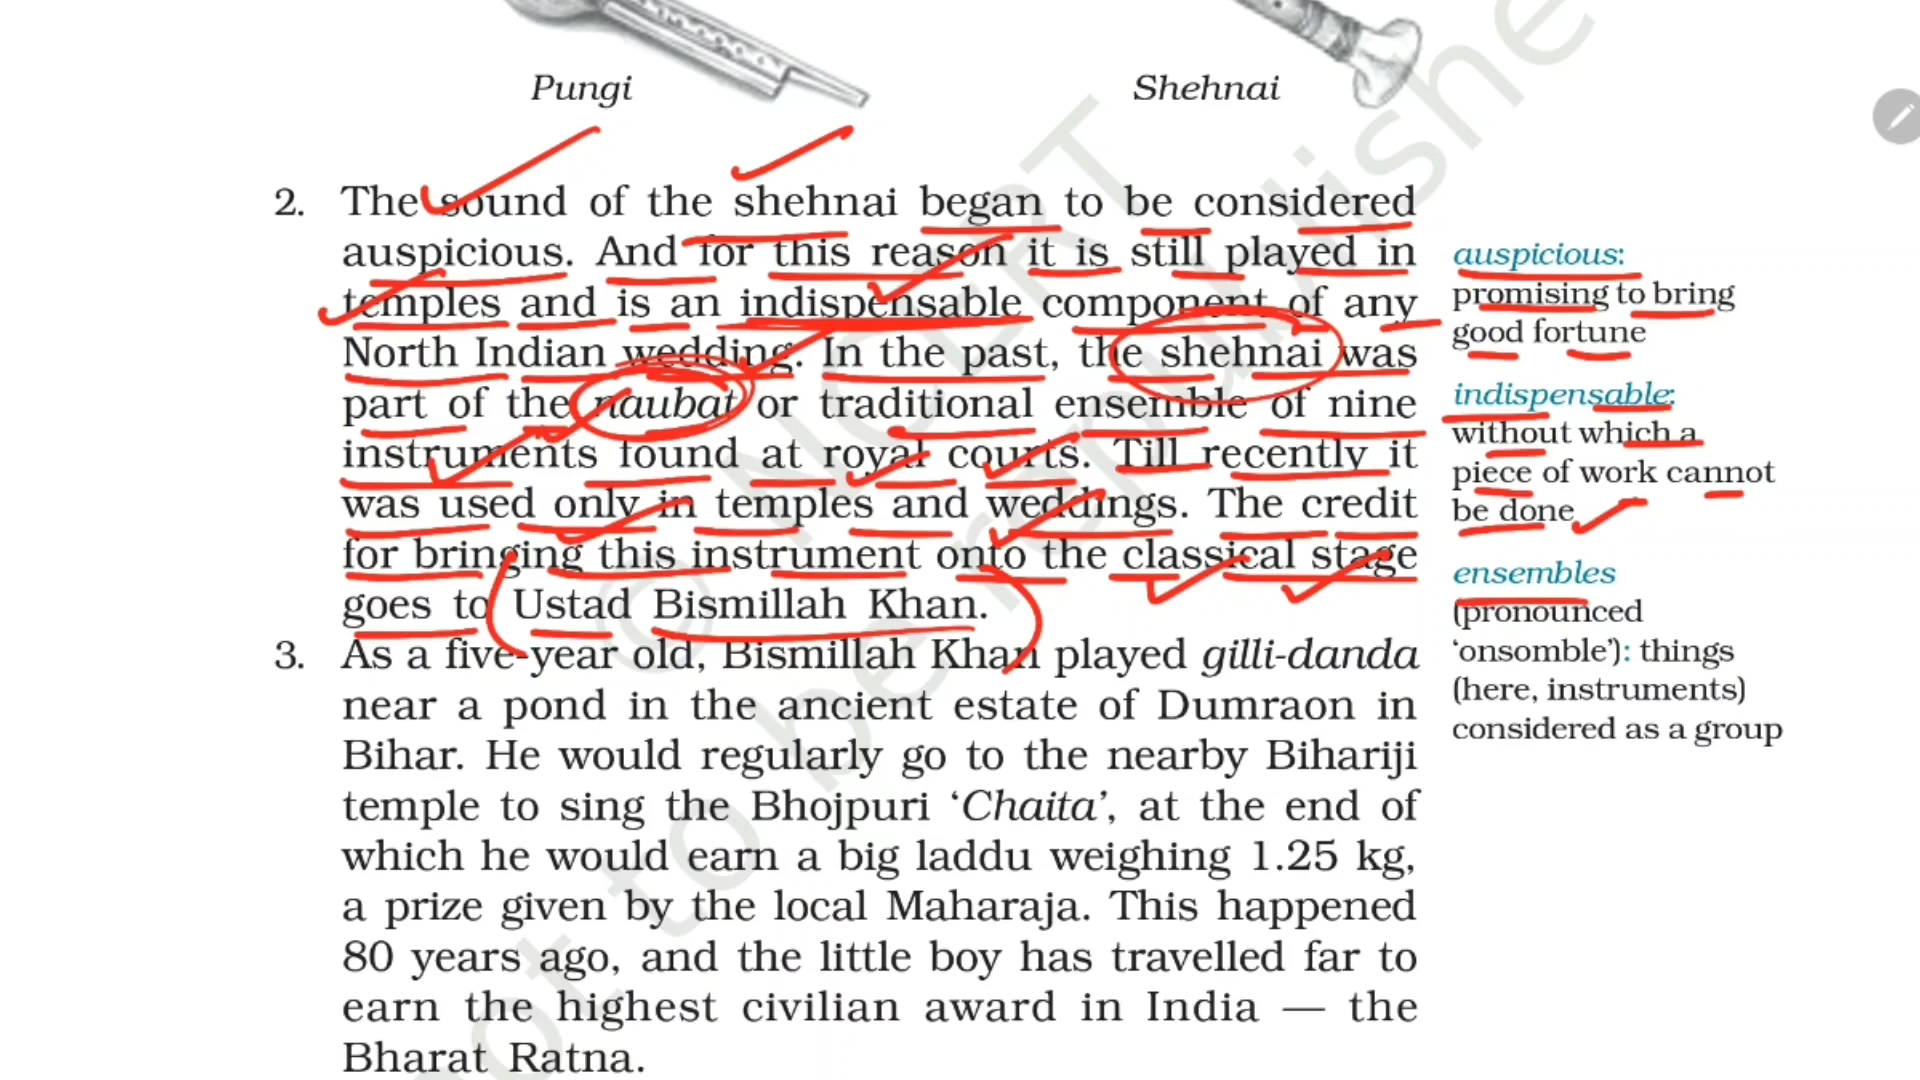 Pungi
Shehnai
2. The sound of the shehnai began to be considered
auspicious. And for this reason it is still played in
temples and is an indispensable component of any
North Indian wedding. In the past, the shehnai was
part of the naubat or traditional ensemble of nine
instruments found at royal courts. Till recently it
was used only in temples and weddings. The credit
for bringing this instrument onto the classical stage
goes to Ustad Bismillah Khan.
3. As a five-year old, Bismillah Khan played gilli-danda
near a pond in the ancient estate of Dumraon in
Bihar. He would regularly go to the nearby Bihariji
temple to sing the Bhojpuri ‘Chaita’, at the end of
which he would earn a big laddu weighing 1.25 kg,
a prize given by the local Maharaja. This happened
80 years ago, and the little boy has travelled far to
earn the highest civilian award in India — the
Bharat Ratna.
auspicious:
promising to bring
good fortune
indispensable:
without which a
piece of work cannot
be done
ensembles
(pronounced
‘onsomble’): things
(here, instruments)
considered as a group
© NCERT
not to be republishe